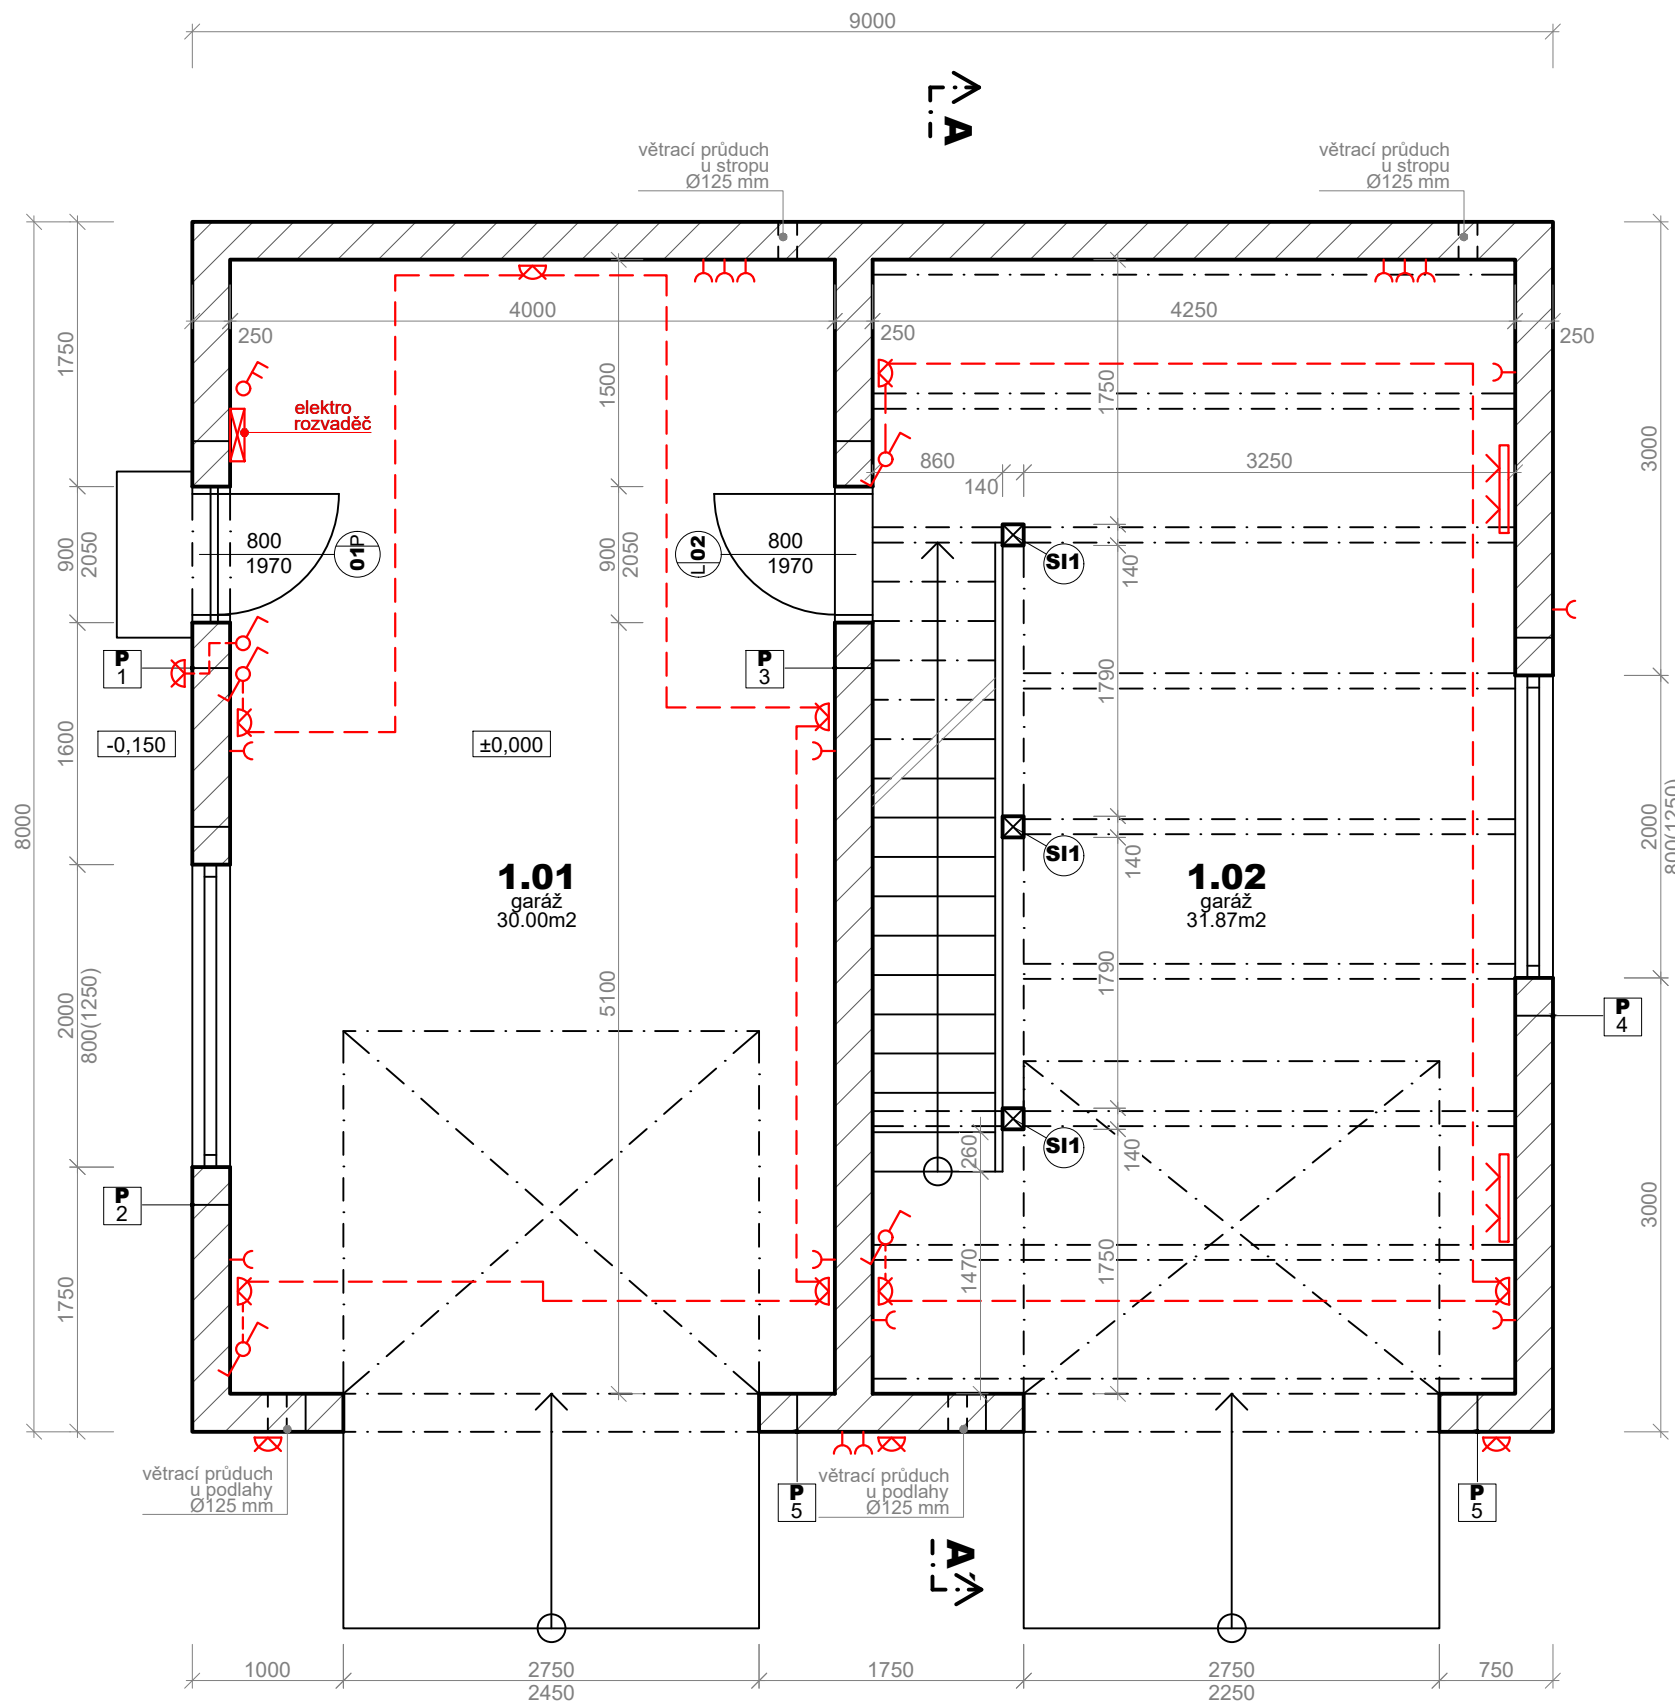 9000
A
větrací průduch
u stropu
Ø125 mm
větrací průduch
u stropu
Ø125 mm
4000
4250
250
250
250
1750
1500
1750
3000
elektro
rozvaděč
860
140
3250
800
1970
01P
L02
800
1970
900
2050
900
2050
SI1
140
P
1
P
3
1790
-0,150
±0,000
1600
8000
2000
800(1250)
SI1
140
1.01
garáž
30.00m2
1.02
garáž
31.87m2
2000
800(1250)
5100
1790
P
4
SI1
140
260
P
2
1470
1750
1750
3000
větrací průduch
u podlahy
Ø125 mm
P
5
větrací průduch
u podlahy
Ø125 mm
P
5
A'
1000
2750
2450
1750
2750
2250
750